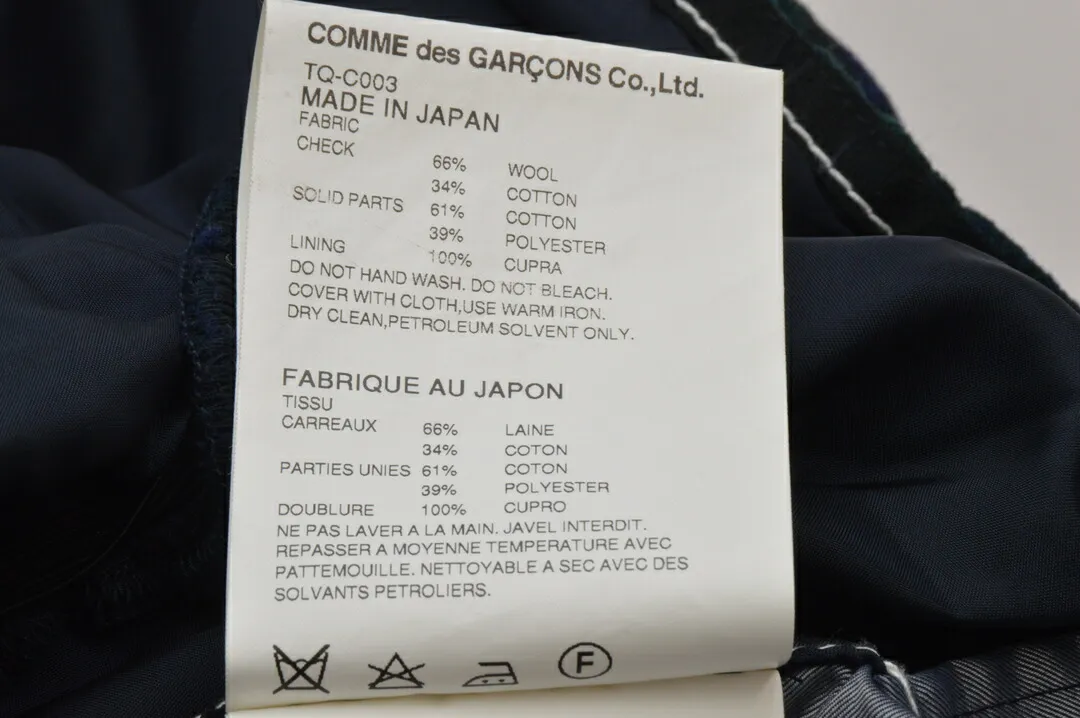 COMME des GARÇONS Co.,Ltd.
TQ-C003
MADE IN JAPAN
FABRIC
CHECK 66% WOOL
34% COTTON
SOLID PARTS 61% COTTON
39% POLYESTER
LINING 100% CUPRA
DO NOT HAND WASH. DO NOT BLEACH.
COVER WITH CLOTH,USE WARM IRON.
DRY CLEAN,PETROLEUM SOLVENT ONLY.
FABRIQUE AU JAPON
TISSU
CARREAUX 66% LAINE
34% COTON
PARTIES UNIES 61% COTON
39% POLYESTER
DOUBLURE 100% CUPRO
NE PAS LAVER A LA MAIN. JAVEL INTERDIT.
REPASSER A MOYENNE TEMPERATURE AVEC
PATTEMOUILLE. NETTOYABLE A SEC AVEC DES
SOLVANTS PETROLIERS.
F